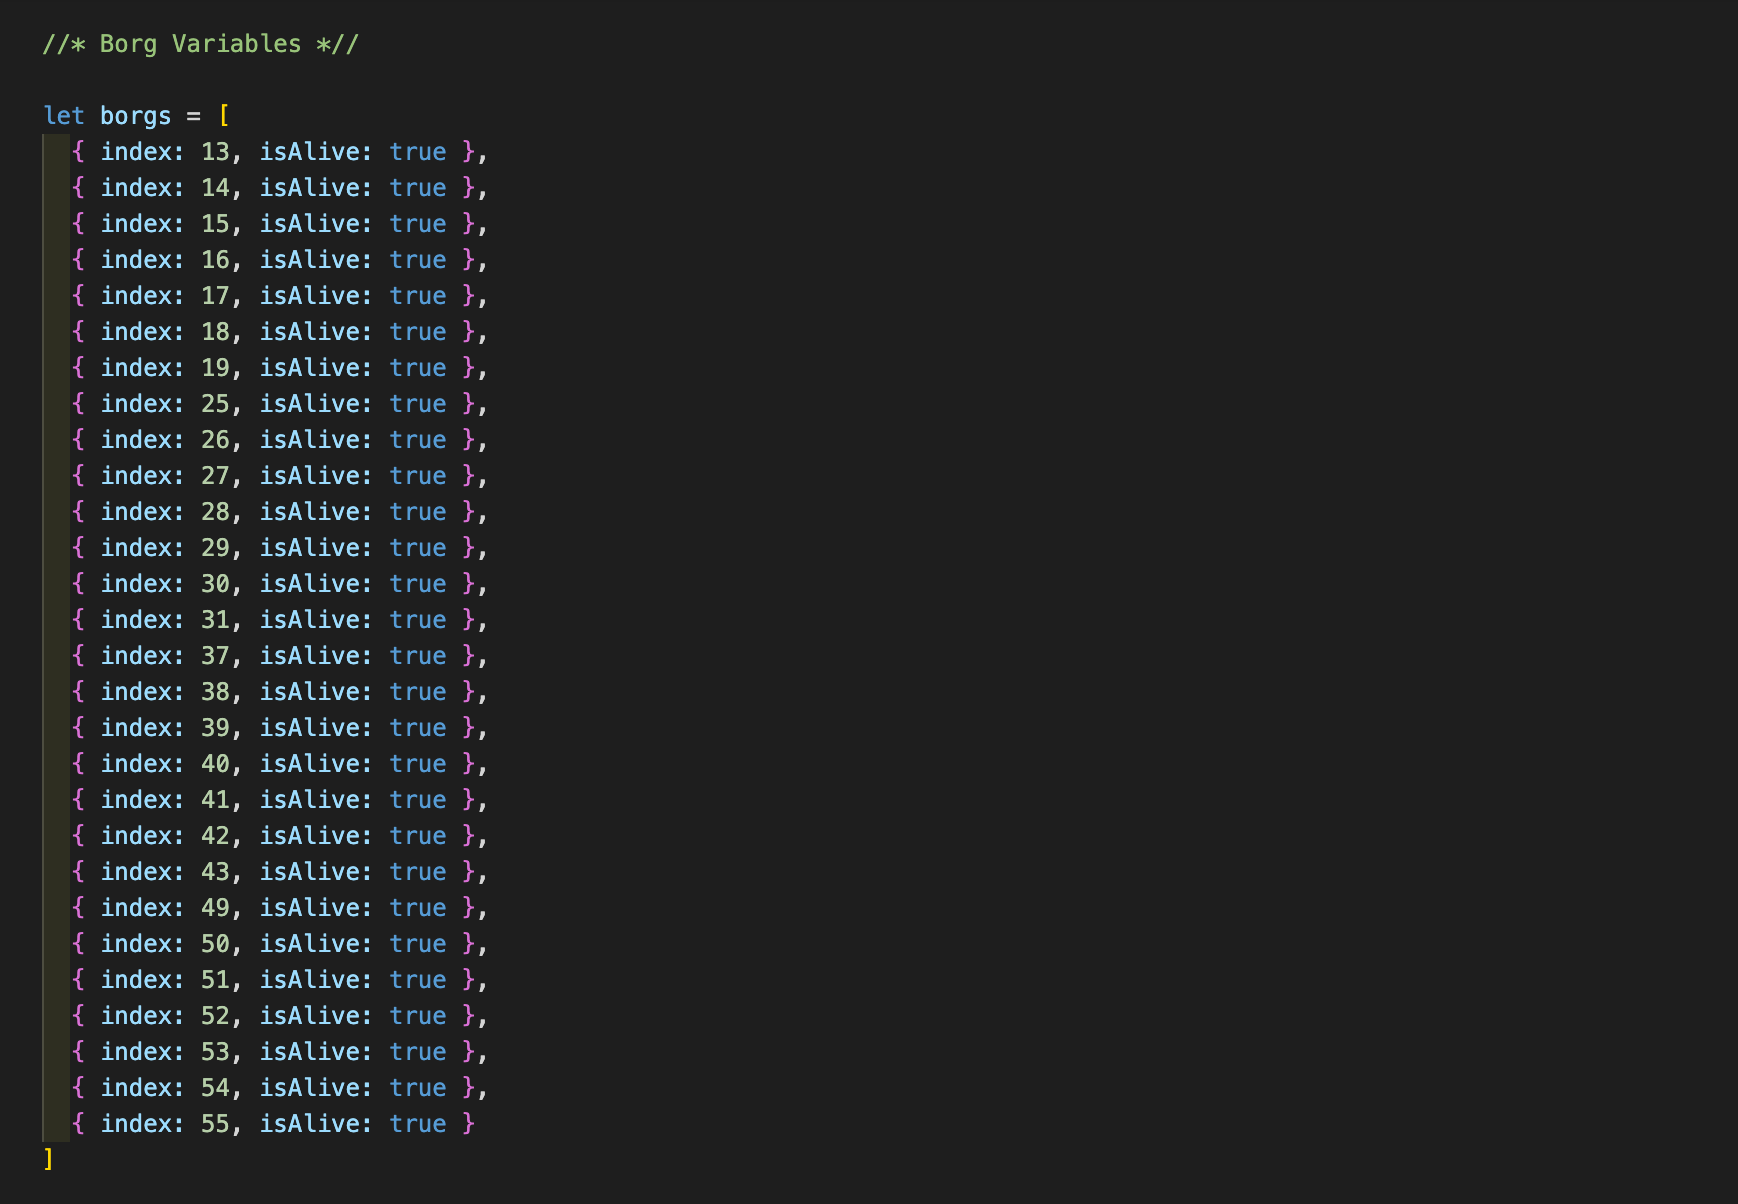 //* Borg Variables *//
let borgs = [
{ index: 13, isAlive: true },
{ index: 14, isAlive: true },
{ index: 15, isAlive: true },
{ index: 16, isAlive: true },
{ index: 17, isAlive: true },
{ index: 18, isAlive: true },
{ index: 19, isAlive: true },
{ index: 25, isAlive: true },
{ index: 26, isAlive: true },
{ index: 27, isAlive: true },
{ index: 28, isAlive: true },
{ index: 29, isAlive: true },
{ index: 30, isAlive: true },
{ index: 31, isAlive: true },
{ index: 37, isAlive: true },
{ index: 38, isAlive: true },
{ index: 39, isAlive: true },
{ index: 40, isAlive: true },
{ index: 41, isAlive: true },
{ index: 42, isAlive: true },
{ index: 43, isAlive: true },
{ index: 49, isAlive: true },
{ index: 50, isAlive: true },
{ index: 51, isAlive: true },
{ index: 52, isAlive: true },
{ index: 53, isAlive: true },
{ index: 54, isAlive: true },
{ index: 55, isAlive: true }
]